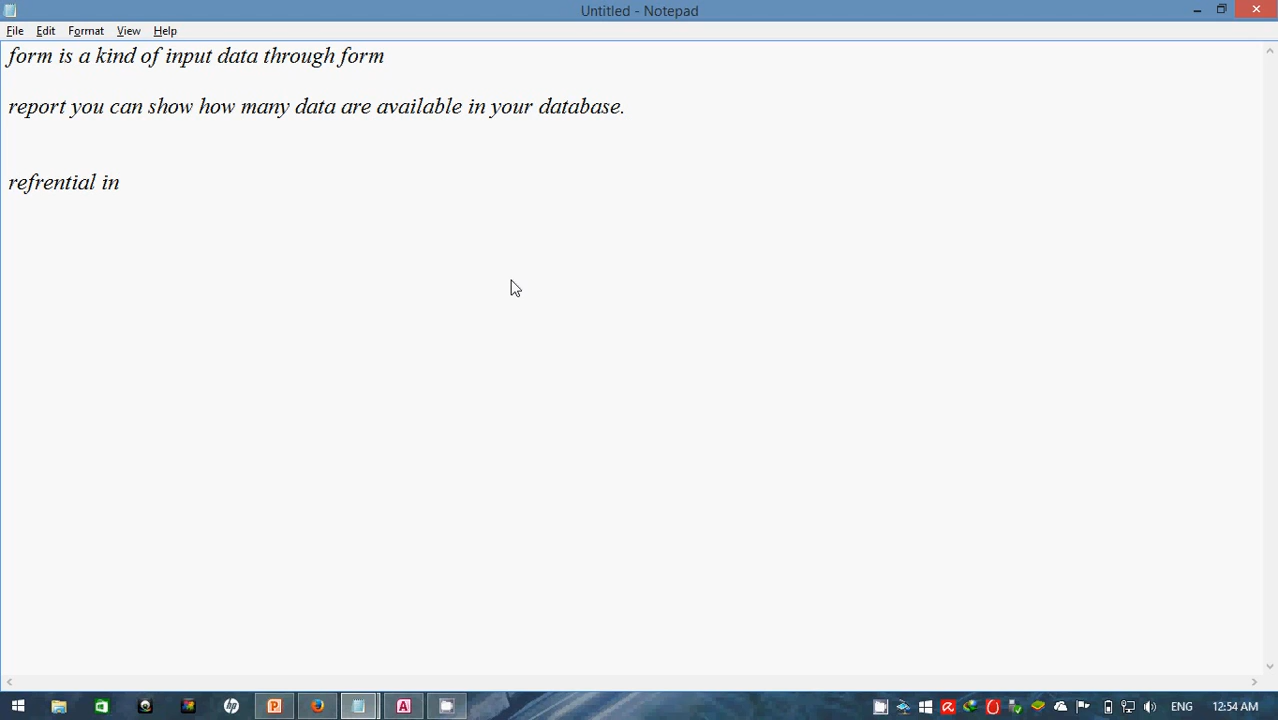 Untitled - Notepad
File Edit Format View Help
form is a kind of input data through form
report you can show how many data are available in your database.
refrential in
ENG 12:54 AM